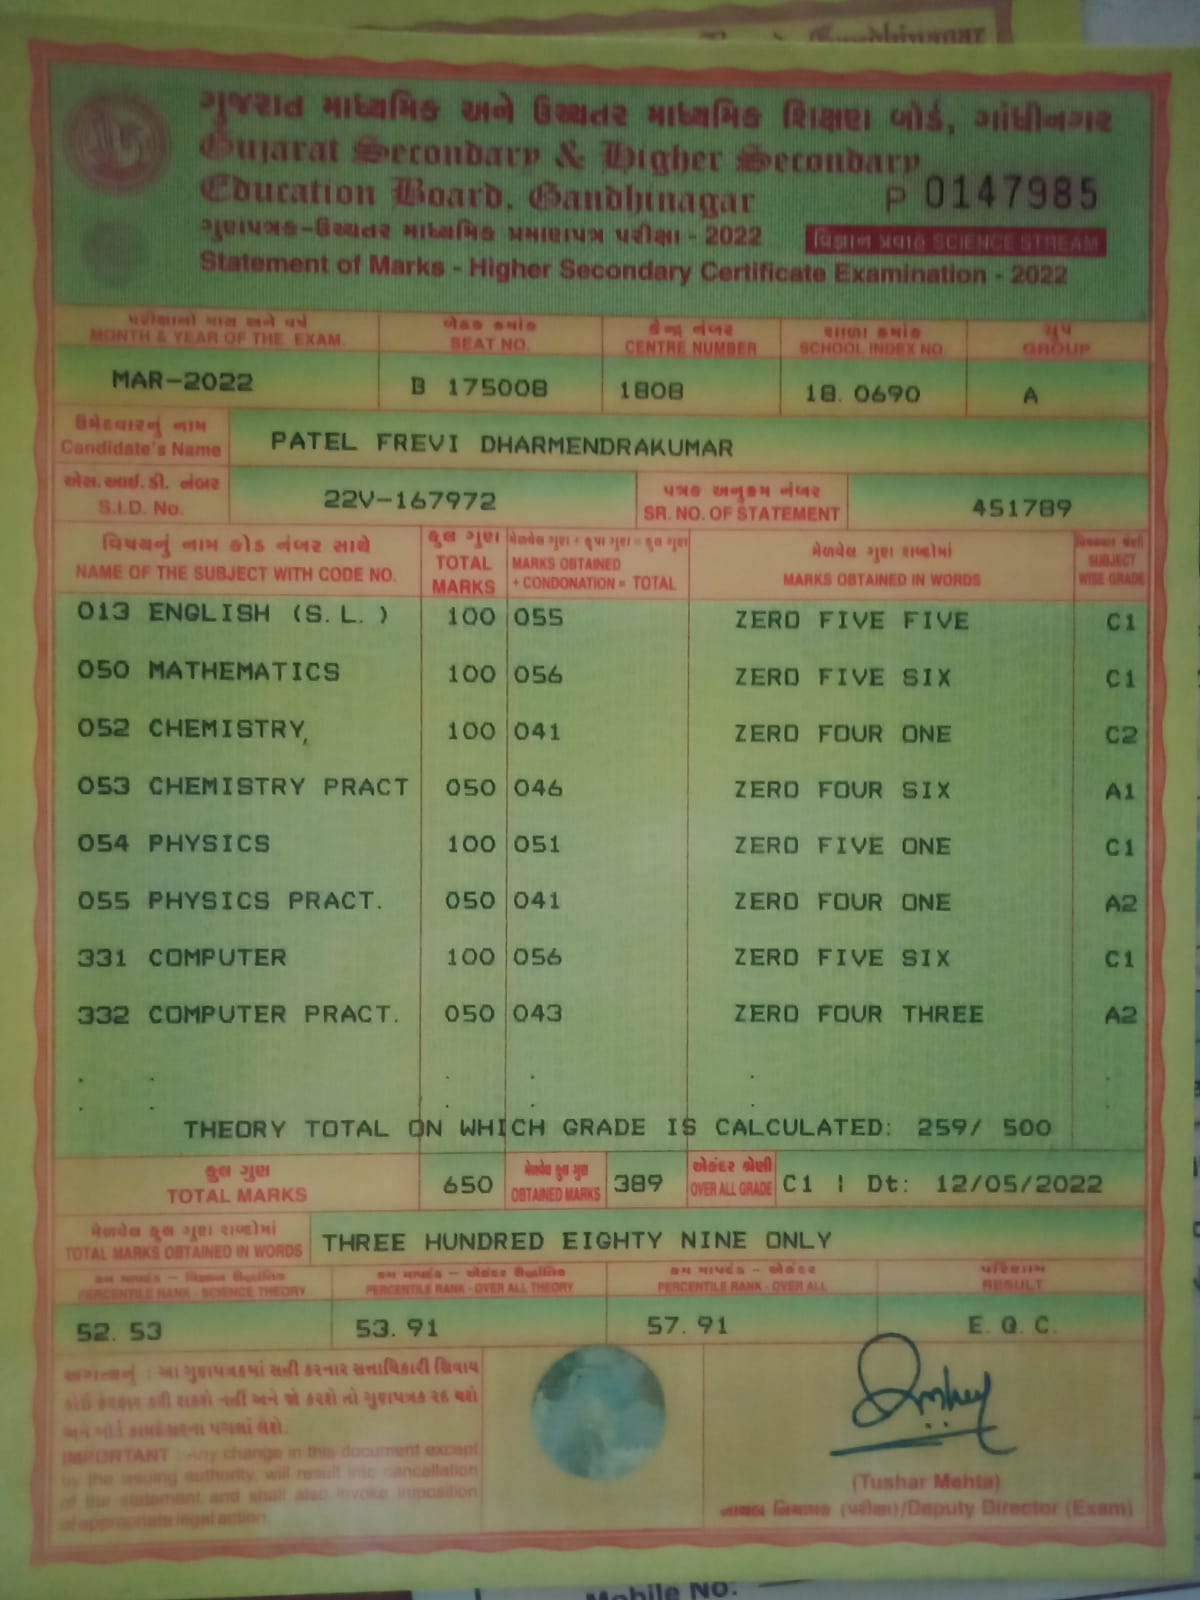 ગુજરાત માધ્યમિક અને ઉચ્ચતર માધ્યમિક શિક્ષણ બોર્ડ, ગાંધીનગર
Gujarat Secondary & Higher Secondary
Education Board, Gandhinagar
P 0147985
ગુણપત્રક-ઉચ્ચતર માધ્યમિક પ્રમાણપત્ર પરીક્ષા - 2022
વિજ્ઞાન પ્રવાહ SCIENCE STREAM
Statement of Marks - Higher Secondary Certificate Examination - 2022
પરીક્ષાનો માસ અને વર્ષ બેઠક ક્રમાંક કેન્દ્ર નંબર શાળા ક્રમાંક ગ્રુપ
MONTH & YEAR OF THE EXAM. SEAT NO. CENTRE NUMBER SCHOOL INDEX NO. GROUP
MAR-2022 B 175008 1808 18. 0690 A
ઉમેદવારનું નામ
Candidate's Name
PATEL FREVI DHARMENDRAKUMAR
એસ.આઈ.ડી. નંબર
S.I.D. No.
22V-167972
પત્રક અનુક્રમ નંબર
SR. NO. OF STATEMENT
451789
વિષયનું નામ કોડ નંબર સાથે
NAME OF THE SUBJECT WITH CODE NO.
કુલ ગુણ
TOTAL
MARKS
મેળવેલ ગુણ + કૃપા ગુણ = કુલ ગુણ
MARKS OBTAINED
+ CONDONATION = TOTAL
મેળવેલ ગુણ શબ્દોમાં
MARKS OBTAINED IN WORDS
SUBJECT
WISE GRADE
013 ENGLISH (S. L. ) 100 055 ZERO FIVE FIVE C1
050 MATHEMATICS 100 056 ZERO FIVE SIX C1
052 CHEMISTRY, 100 041 ZERO FOUR ONE C2
053 CHEMISTRY PRACT 050 046 ZERO FOUR SIX A1
054 PHYSICS 100 051 ZERO FIVE ONE C1
055 PHYSICS PRACT. 050 041 ZERO FOUR ONE A2
331 COMPUTER 100 056 ZERO FIVE SIX C1
332 COMPUTER PRACT. 050 043 ZERO FOUR THREE A2
THEORY TOTAL ON WHICH GRADE IS CALCULATED: 259/ 500
કુલ ગુણ
TOTAL MARKS
650
મેળવેલ કુલ ગુણ
OBTAINED MARKS
389
એકંદર શ્રેણી
OVER ALL GRADE
C1 | Dt: 12/05/2022
મેળવેલ કુલ ગુણ શબ્દોમાં
TOTAL MARKS OBTAINED IN WORDS
THREE HUNDRED EIGHTY NINE ONLY
પરિણામ
PERCENTILE RANK - SCIENCE THEORY PERCENTILE RANK - OVER ALL THEORY PERCENTILE RANK - OVER ALL RESULT
52. 53 53. 91 57. 91 E. Q. C.
અગત્યનું : આ ગુણપત્રકમાં સહી કરનાર સત્તાધિકારી સિવાય
કોઈ ફેરફાર કરી શકશે નહીં અને જો કરશે તો ગુણપત્રક રદ થશે
અને બોર્ડ કાયદેસરના પગલાં લેશે.
IMPORTANT : Any change in this document except
by the issuing authority, will result into cancellation
of the statement and shall also invoke imposition
of appropriate legal action.
(Tushar Mehta)
નાયબ નિયામક (પરીક્ષા)/Deputy Director (Exam)
Mobile No: